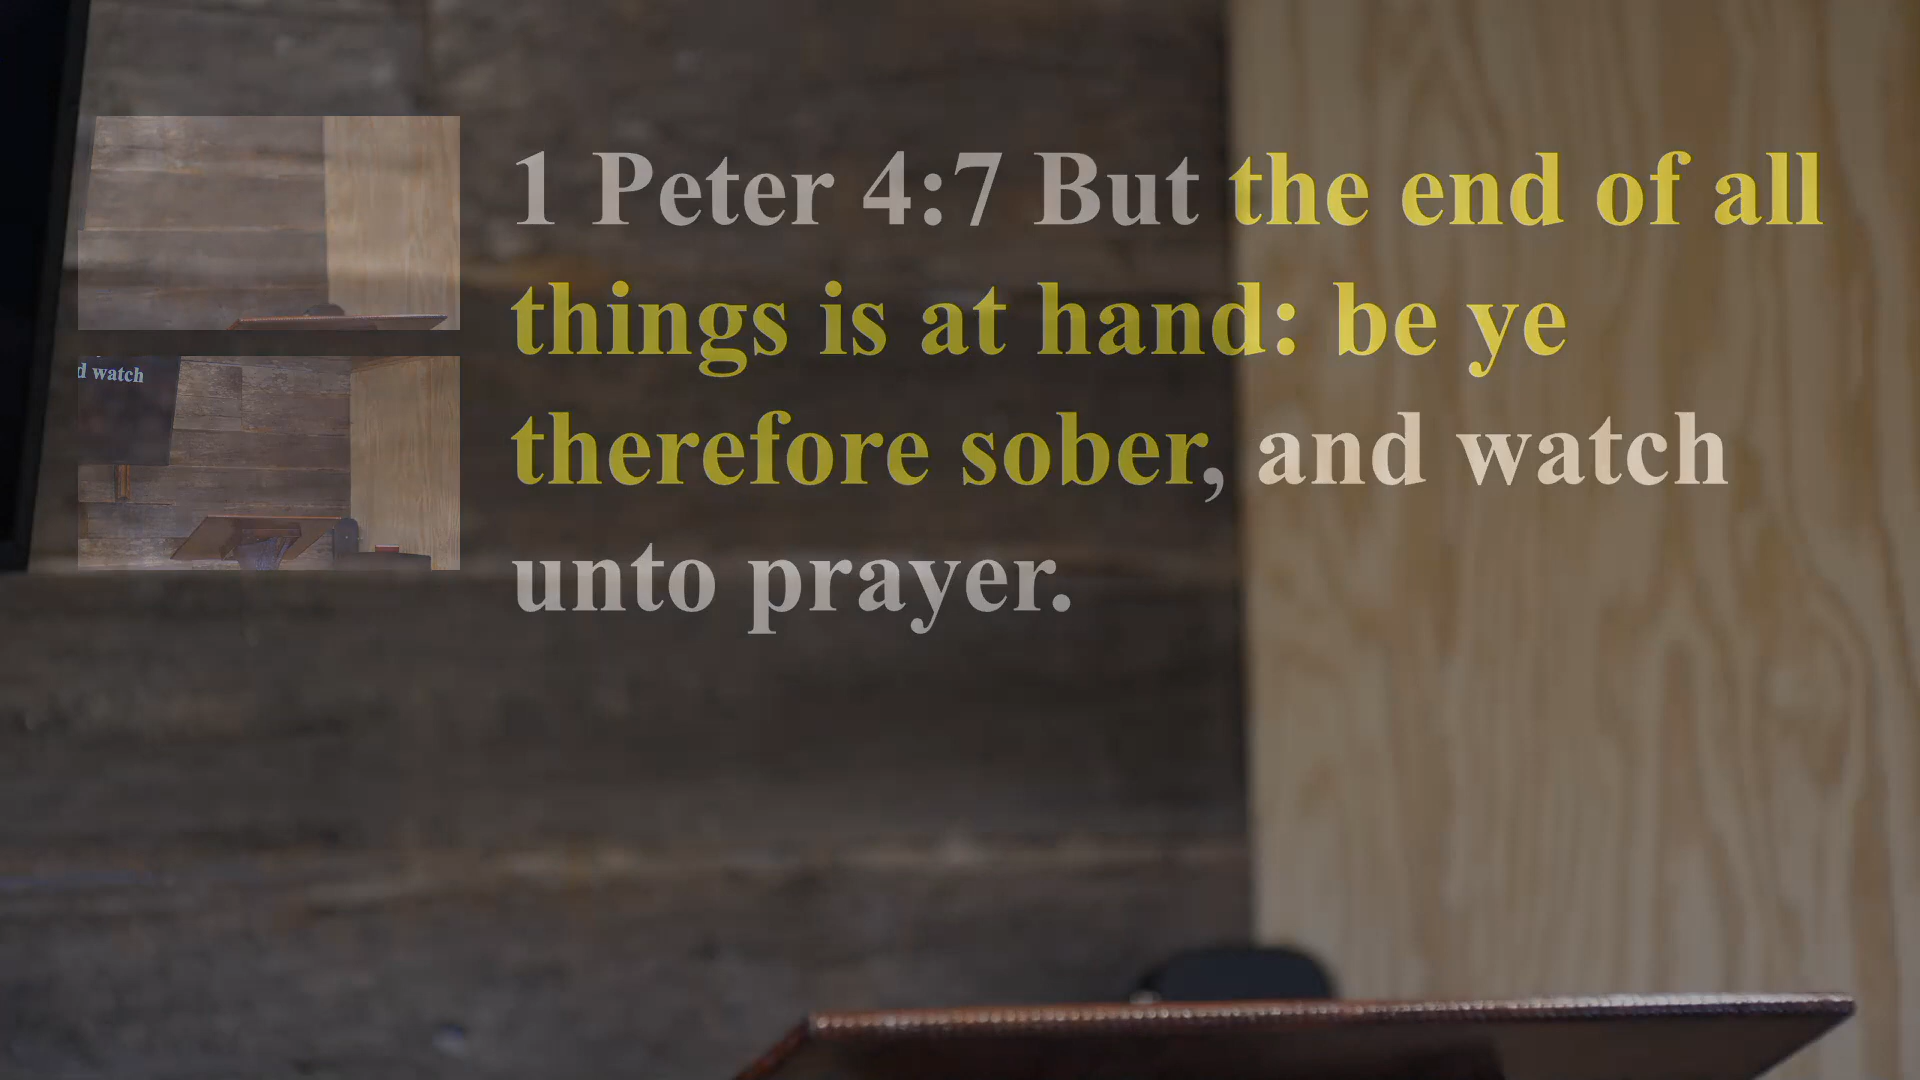 1 Peter 4:7 But the end of all
things is at hand: be ye
therefore sober, and watch
unto prayer.
d watch